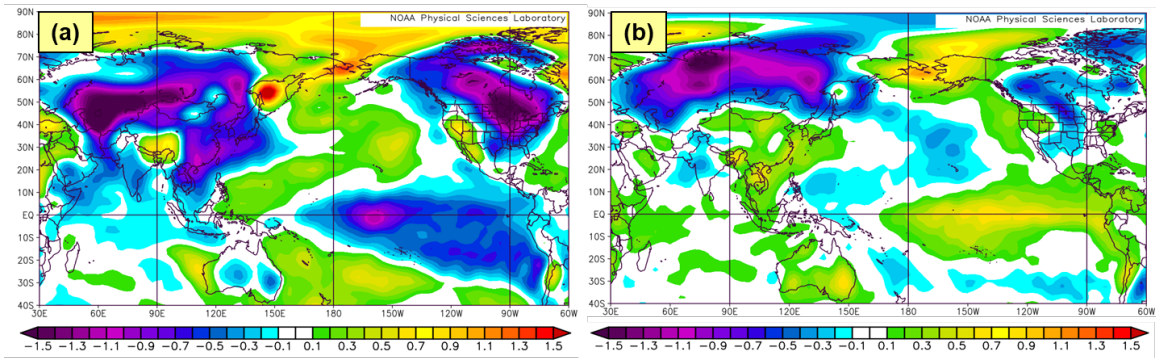 (a)
NOAA Physical Sciences Laboratory
90N
80N
70N
60N
50N
40N
30N
20N
10N
EQ
10S
20S
30S
40S
30E 60E 90E 120E 150E 180 150W 120W 90W 60W
-1.5 -1.3 -1.1 -0.9 -0.7 -0.5 -0.3 -0.1 0.1 0.3 0.5 0.7 0.9 1.1 1.3 1.5
(b)
NOAA Physical Sciences Laboratory
90N
80N
70N
60N
50N
40N
30N
20N
10N
EQ
10S
20S
30S
40S
30E 60E 90E 120E 150E 180 150W 120W 90W 60W
-1.5 -1.3 -1.1 -0.9 -0.7 -0.5 -0.3 -0.1 0.1 0.3 0.5 0.7 0.9 1.1 1.3 1.5